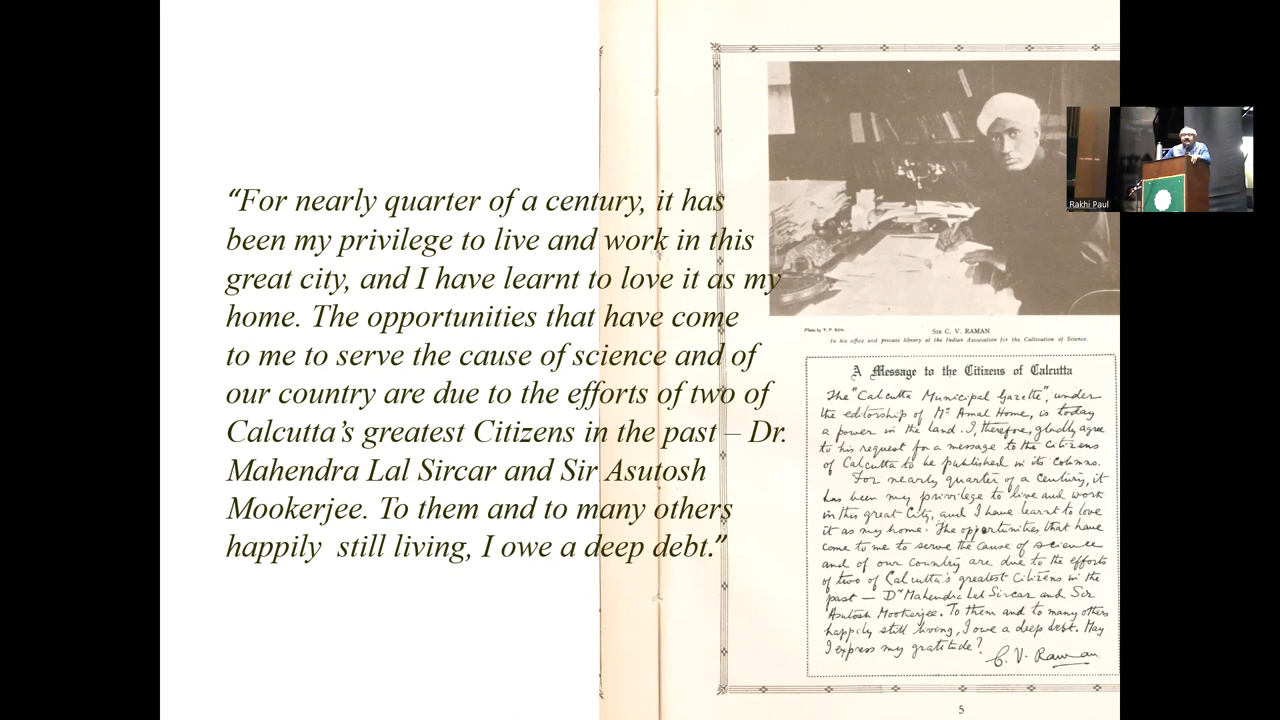 “For nearly quarter of a century, it has
been my privilege to live and work in this
great city, and I have learnt to love it as my
home. The opportunities that have come
to me to serve the cause of science and of
our country are due to the efforts of two of
Calcutta’s greatest Citizens in the past – Dr.
Mahendra Lal Sircar and Sir Asutosh
Mookerjee. To them and to many others
happily still living, I owe a deep debt.”
Photo by T. P. SEN.
SIR C. V. RAMAN
In his office and private library at the Indian Association for the Cultivation of Science.
A Message to the Citizens of Calcutta
The "Calcutta Municipal Gazette", under
the editorship of Mr Amal Home, is today
a power in the land. I, therefore, gladly agree
to his request for a message to the Citizens
of Calcutta to be published in its columns.
For nearly quarter of a century, it
has been my privilege to live and work
in this great City, and I have learnt to love
it as my home. The opportunities that have
come to me to serve the cause of science
and of our country are due to the efforts
of two of Calcutta's greatest Citizens in the
past — Dr Mahendra Lal Sircar and Sir
Asutosh Mookerjee. To them and to many others
happily still living, I owe a deep debt. May
I express my gratitude?
C. V. Raman
5
Rakhi Paul